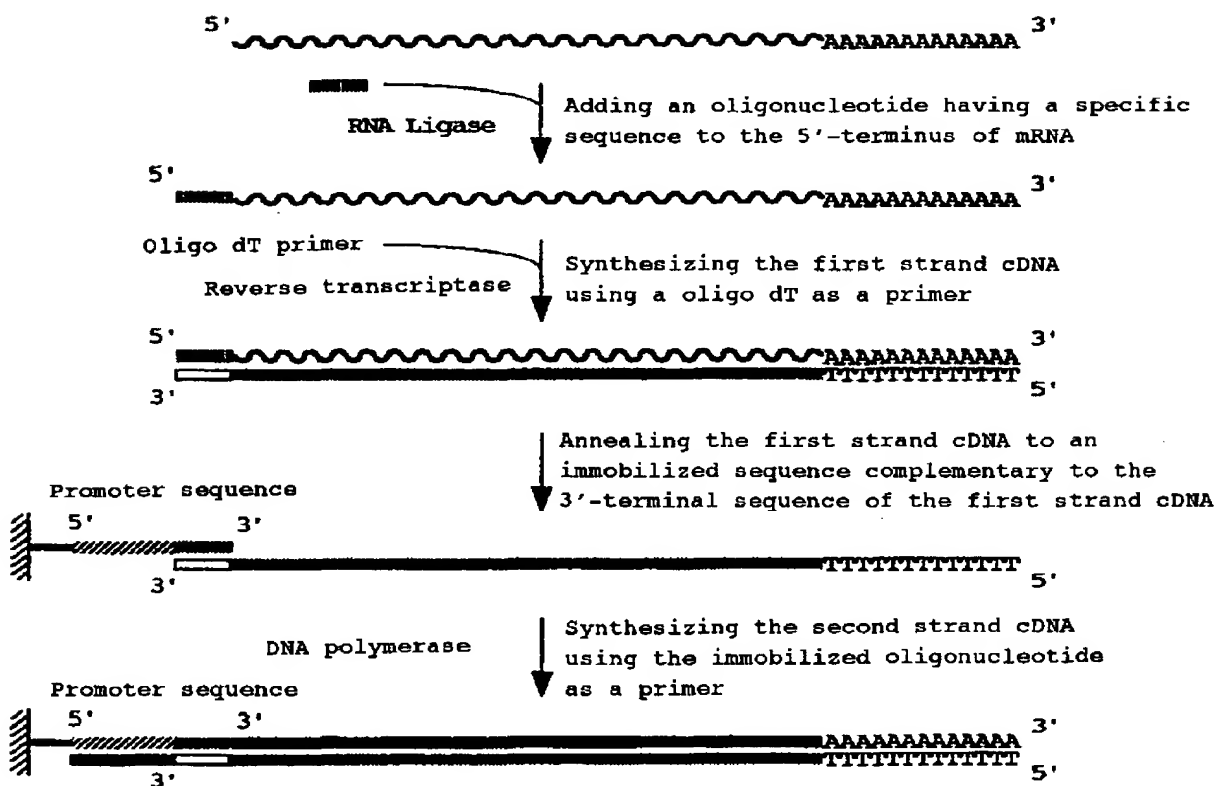 5' 3'
AAAAAAAAAAAAA
RNA Ligase
Adding an oligonucleotide having a specific
sequence to the 5'-terminus of mRNA
5' 3'
AAAAAAAAAAAAA
Oligo dT primer
Reverse transcriptase
Synthesizing the first strand cDNA
using a oligo dT as a primer
5' 3'
AAAAAAAAAAAAA
TTTTTTTTTTTTT
3' 5'
Annealing the first strand cDNA to an
immobilized sequence complementary to the
3'-terminal sequence of the first strand cDNA
Promoter sequence
5' 3'
TTTTTTTTTTTTT
3' 5'
DNA polymerase
Synthesizing the second strand cDNA
using the immobilized oligonucleotide
as a primer
Promoter sequence
5' 3' 3'
AAAAAAAAAAAAA
TTTTTTTTTTTTT
3' 5'